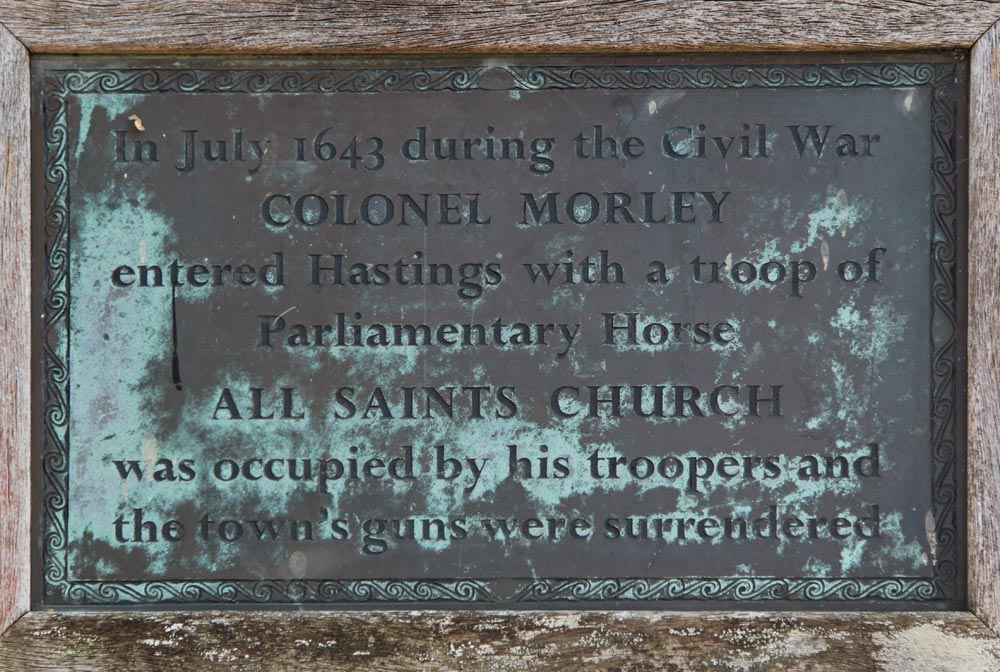 In July 1643 during the Civil War
COLONEL MORLEY
entered Hastings with a troop of
Parliamentary Horse
ALL SAINTS CHURCH
was occupied by his troopers and
the town's guns were surrendered